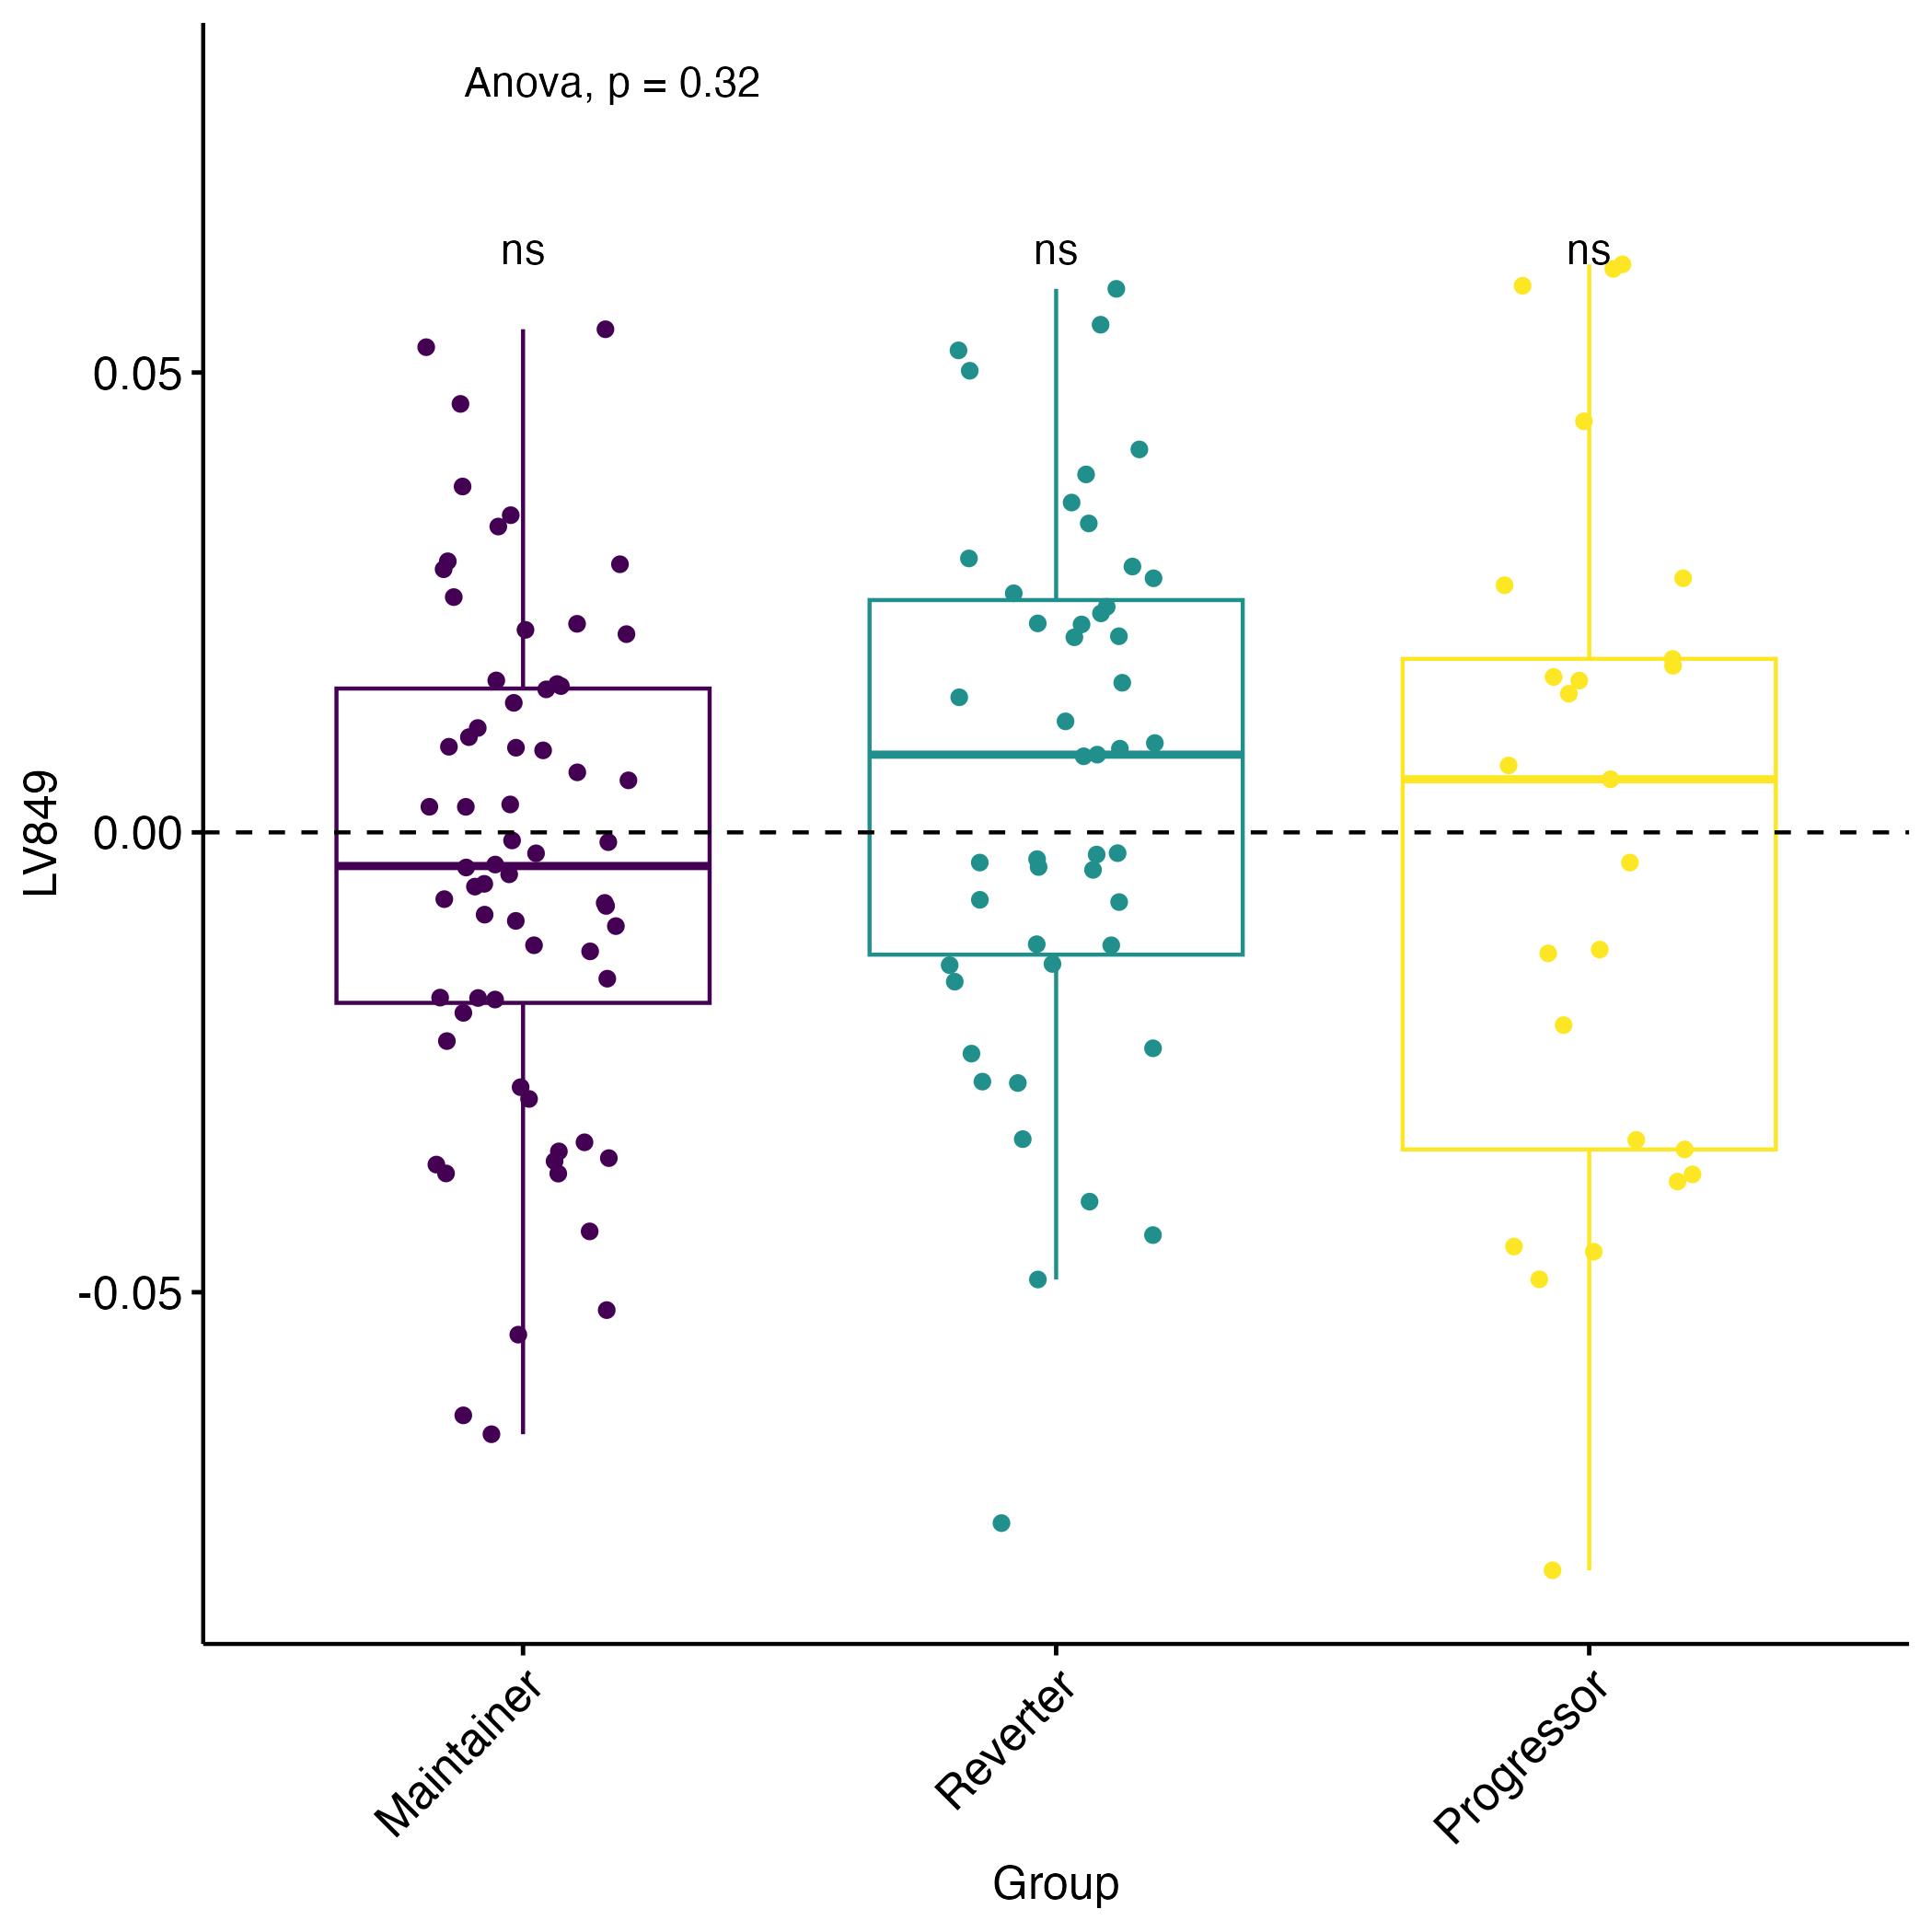 Anova, p = 0.32
ns ns ns
0.05
0.00
-0.05
LV849
Maintainer Reverter Progressor
Group